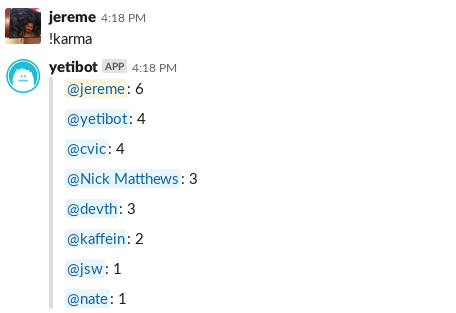 jereme 4:18 PM
!karma
yetibot APP 4:18 PM
@jereme: 6
@yetibot: 4
@cvic: 4
@Nick Matthews: 3
@devth: 3
@kaffein: 2
@jsw: 1
@nate: 1